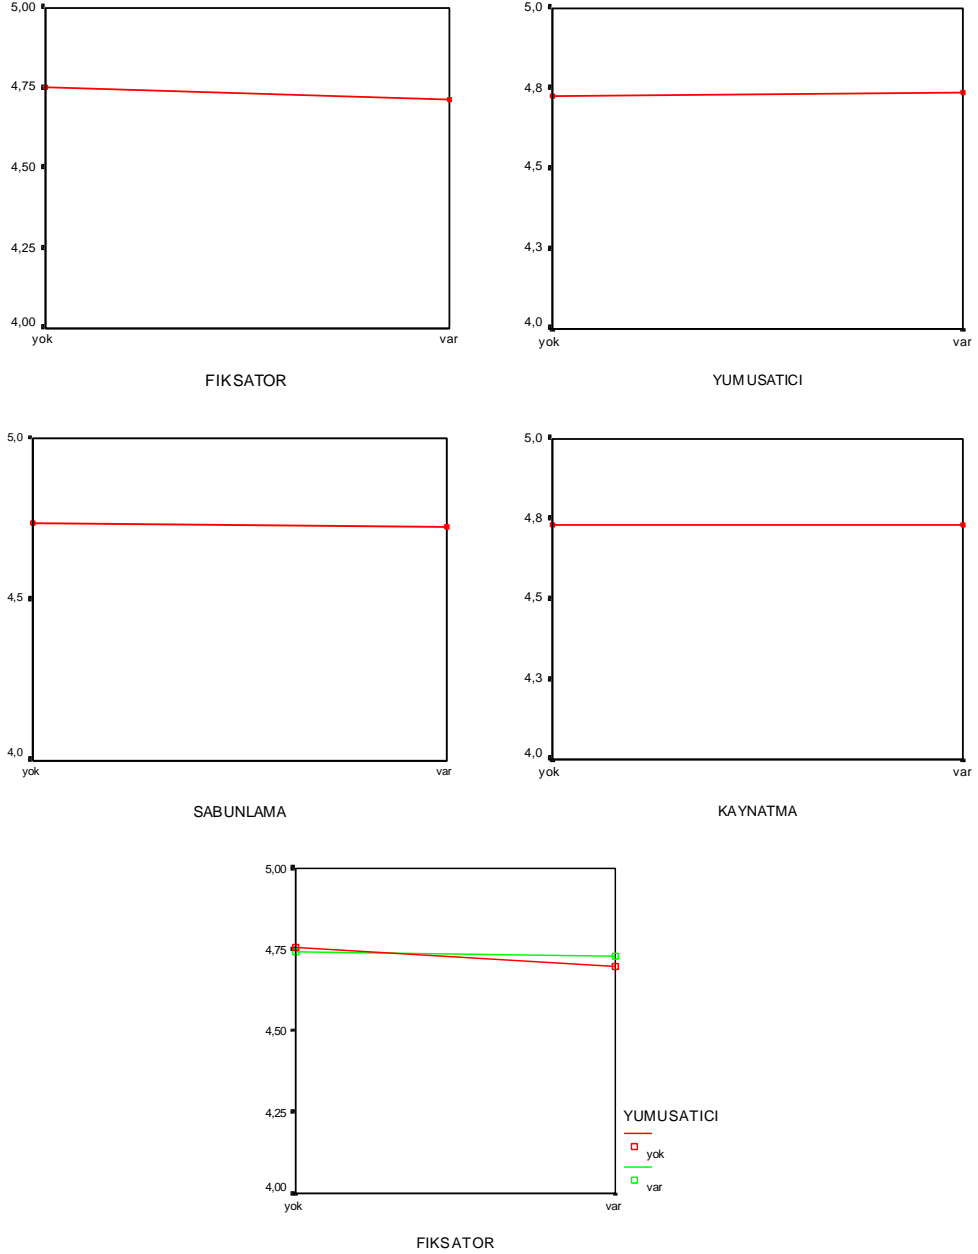 5,00
4,75
4,50
4,25
4,00
yok
var
FIKSATOR
5,0
4,8
4,5
4,3
4,0
yok
var
YUMUSATICI
5,0
4,5
4,0
yok
var
SABUNLAMA
5,0
4,8
4,5
4,3
4,0
yok
var
KAYNATMA
5,00
4,75
4,50
4,25
4,00
yok
var
FIKSATOR
YUMUSATICI
yok
var